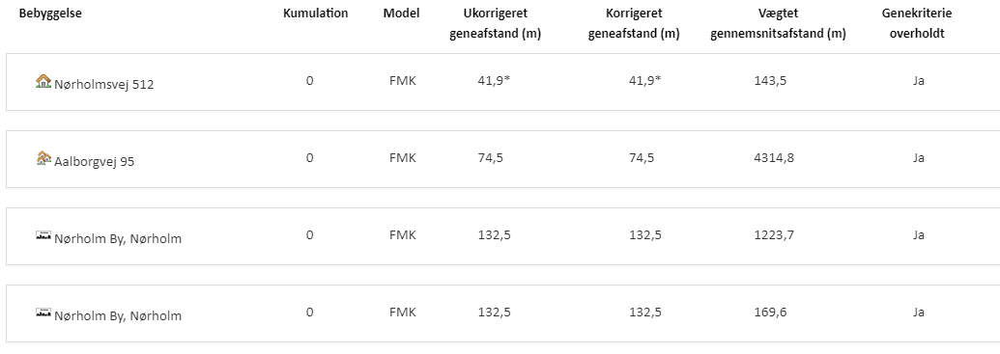 Bebyggelse Kumulation Model Ukorrigeret geneafstand (m) Korrigeret geneafstand (m) Vægtet gennemsnitsafstand (m) Genekriterie overholdt
Nørholmsvej 512 0 FMK 41,9* 41,9* 143,5 Ja
Aalborgvej 95 0 FMK 74,5 74,5 4314,8 Ja
Nørholm By, Nørholm 0 FMK 132,5 132,5 1223,7 Ja
Nørholm By, Nørholm 0 FMK 132,5 132,5 169,6 Ja